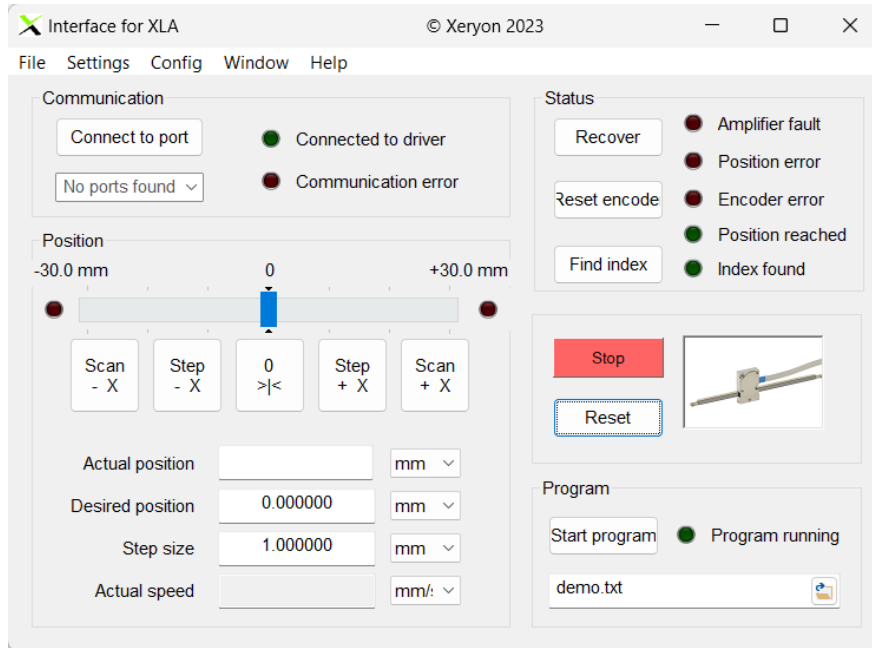 Interface for XLA © Xeryon 2023
File Settings Config Window Help
Communication
Connect to port
Connected to driver
No ports found
Communication error
Position
-30.0 mm 0 +30.0 mm
Scan - X
Step - X
0 >|<
Step + X
Scan + X
Actual position mm
Desired position 0.000000 mm
Step size 1.000000 mm
Actual speed mm/:
Status
Recover
Reset encode
Find index
Amplifier fault
Position error
Encoder error
Position reached
Index found
Stop
Reset
Program
Start program
Program running
demo.txt